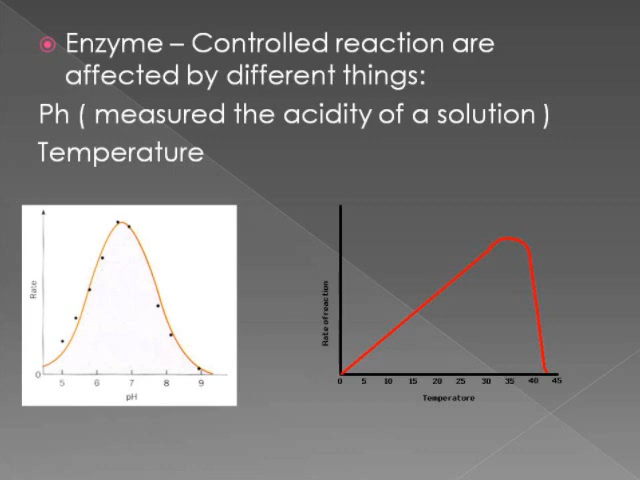 Enzyme – Controlled reaction are
affected by different things:
Ph ( measured the acidity of a solution )
Temperature
Rate
0
5 6 7 8 9
pH
Rate of reaction
0 5 10 15 20 25 30 35 40 45
Temperature